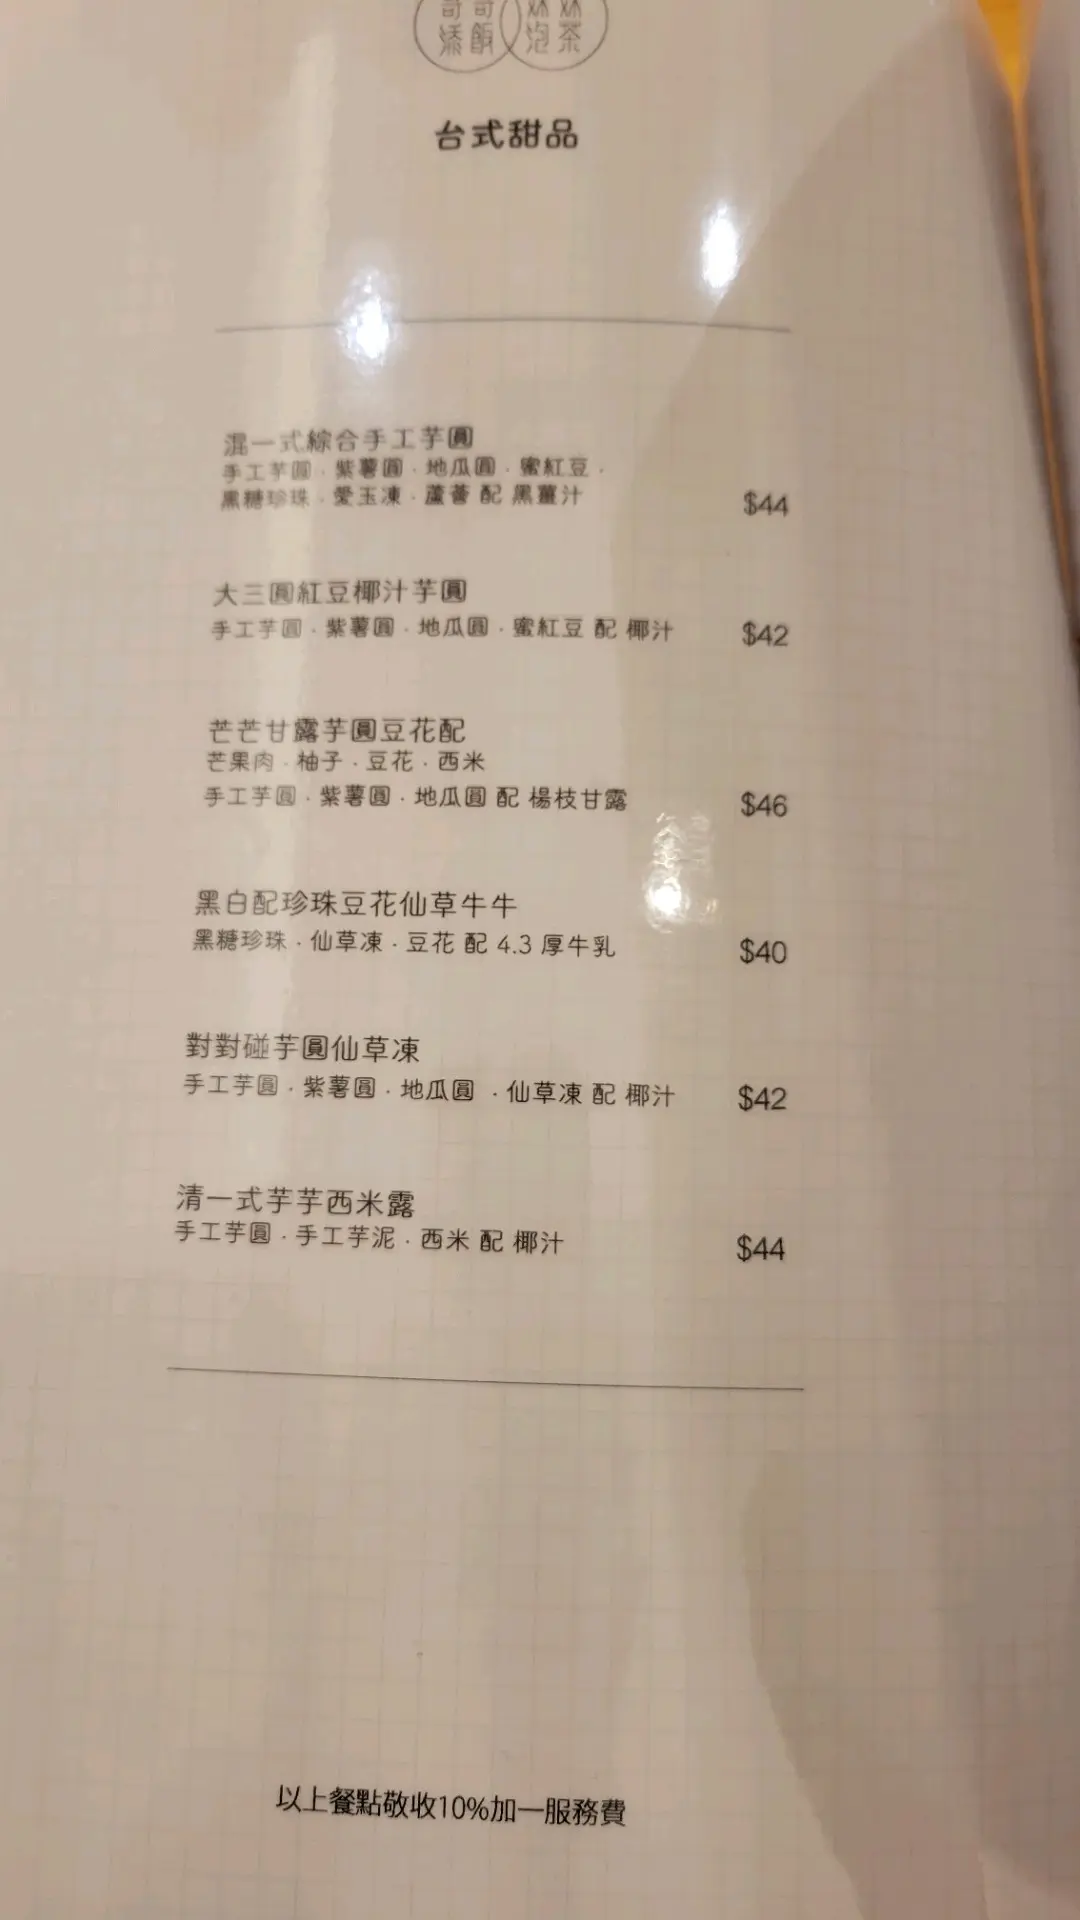 哥哥 妹妹
添飯 泡茶
台式甜品
混一式綜合手工芋圓
手工芋圓．紫薯圓．地瓜圓．蜜紅豆．
黑糖珍珠．愛玉凍．蘆薈 配 黑薑汁 $44
大三圓紅豆椰汁芋圓
手工芋圓．紫薯圓．地瓜圓．蜜紅豆 配 椰汁 $42
芒芒甘露芋圓豆花配
芒果肉．柚子．豆花．西米
手工芋圓．紫薯圓．地瓜圓 配 楊枝甘露 $46
黑白配珍珠豆花仙草牛牛
黑糖珍珠．仙草凍．豆花 配 4.3 厚牛乳 $40
對對碰芋圓仙草凍
手工芋圓．紫薯圓．地瓜圓．仙草凍 配 椰汁 $42
清一式芋芋西米露
手工芋圓．手工芋泥．西米 配 椰汁 $44
以上餐點敬收10%加一服務費